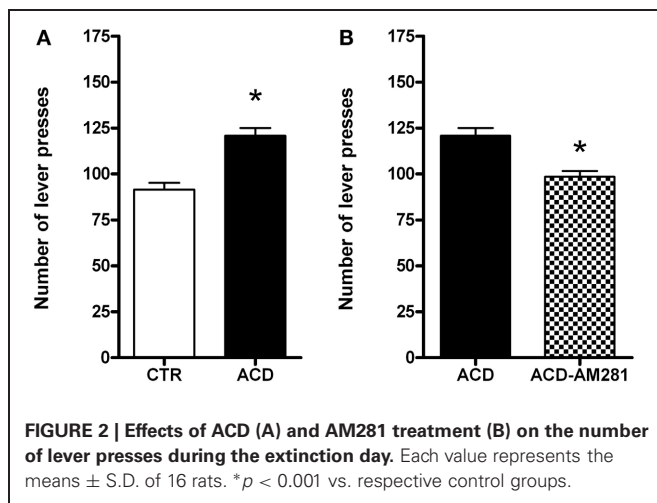 A
B
Number of lever presses
175
150
125
100
75
50
25
0
*
CTR
ACD
Number of lever presses
175
150
125
100
75
50
25
0
*
ACD
ACD-AM281
FIGURE 2 | Effects of ACD (A) and AM281 treatment (B) on the number
of lever presses during the extinction day. Each value represents the
means ± S.D. of 16 rats. *p < 0.001 vs. respective control groups.